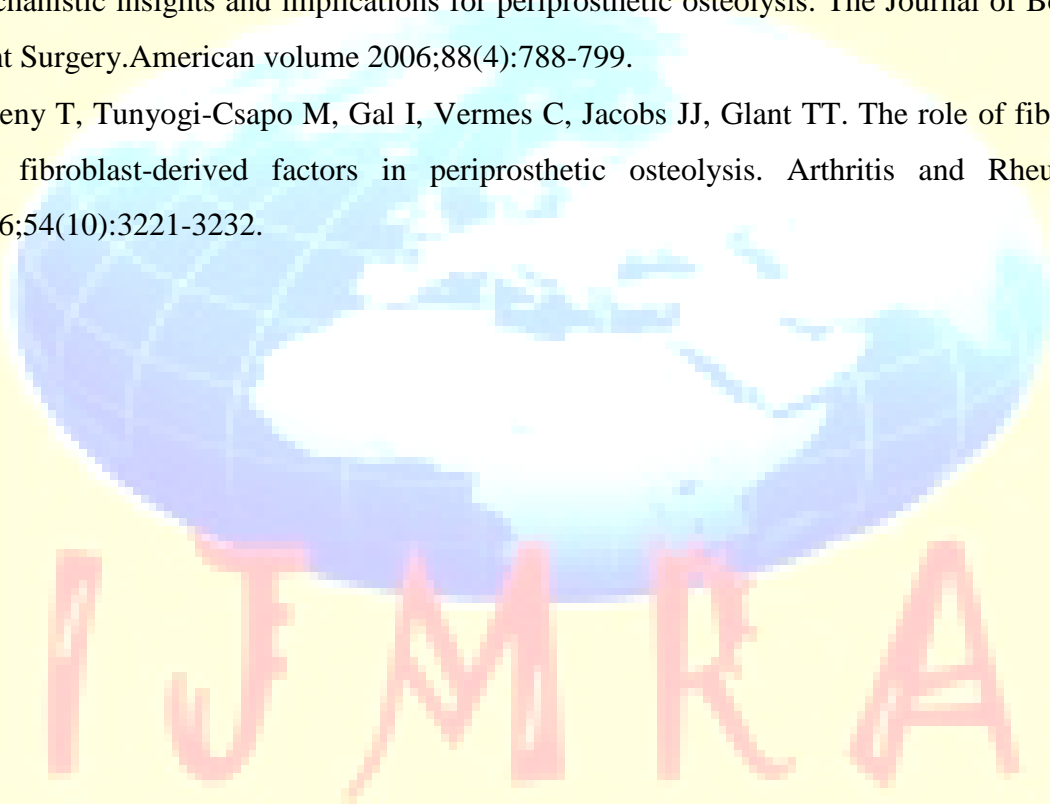 chanistic insights and implications for periprosthetic osteolysis. The Journal of B
nt Surgery.American volume 2006;88(4):788-799.
eny T, Tunyogi-Csapo M, Gal I, Vermes C, Jacobs JJ, Glant TT. The role of fib
fibroblast-derived factors in periprosthetic osteolysis. Arthritis and Rheu
6;54(10):3221-3232.
IJMRA